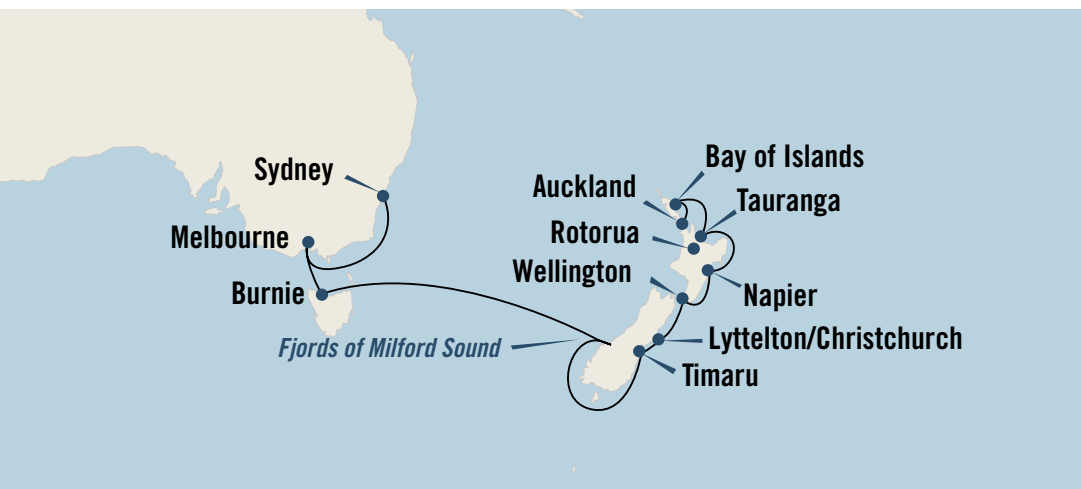 Bay of Islands
Sydney
Auckland
Tauranga
Melbourne
Rotorua
Wellington
Burnie
Napier
Lyttelton/Christchurch
Fjords of Milford Sound
Timaru